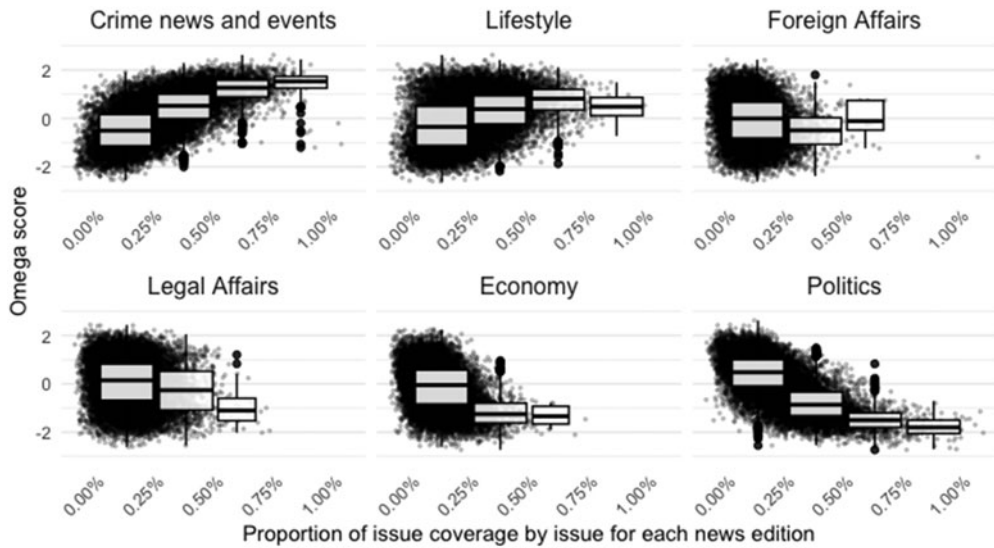 Crime news and events Lifestyle Foreign Affairs
2
0
-2
0.00% 0.25% 0.50% 0.75% 1.00% 0.00% 0.25% 0.50% 0.75% 1.00% 0.00% 0.25% 0.50% 0.75% 1.00%
Omega score
Legal Affairs Economy Politics
2
0
-2
0.00% 0.25% 0.50% 0.75% 1.00% 0.00% 0.25% 0.50% 0.75% 1.00% 0.00% 0.25% 0.50% 0.75% 1.00%
Proportion of issue coverage by issue for each news edition